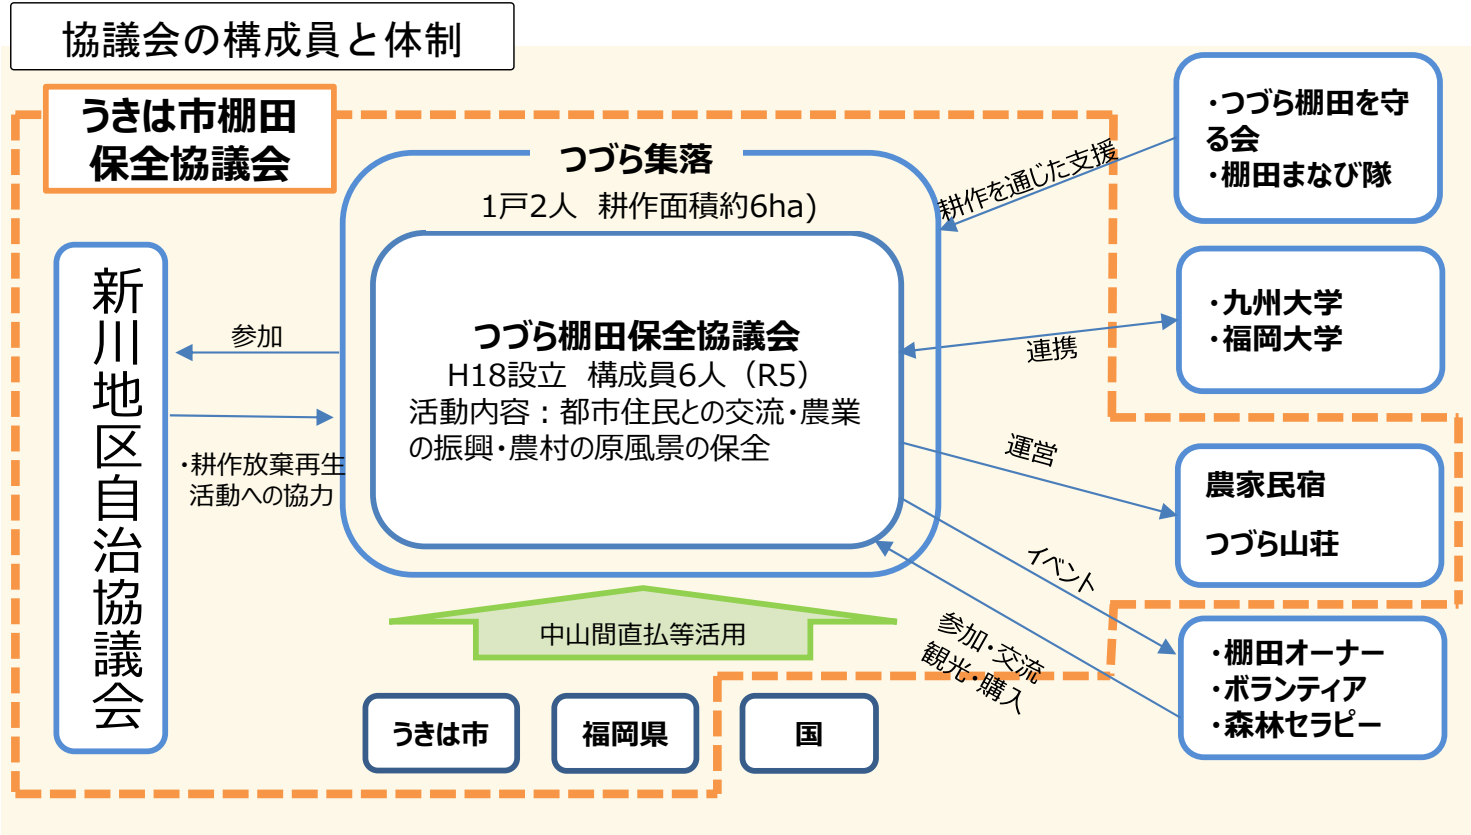 協議会の構成員と体制
うきは市棚田
保全協議会
つづら集落
1戸2人 耕作面積約6ha)
つづら棚田保全協議会
H18設立 構成員6人（R5）
活動内容：都市住民との交流・農業
の振興・農村の原風景の保全
新川地区自治協議会
参加
・耕作放棄再生
活動への協力
中山間直払等活用
うきは市
福岡県
国
耕作を通じた支援
・つづら棚田を守
る会
・棚田まなび隊
連携
・九州大学
・福岡大学
運営
農家民宿
つづら山荘
イベント
参加・交流
観光・購入
・棚田オーナー
・ボランティア
・森林セラピー